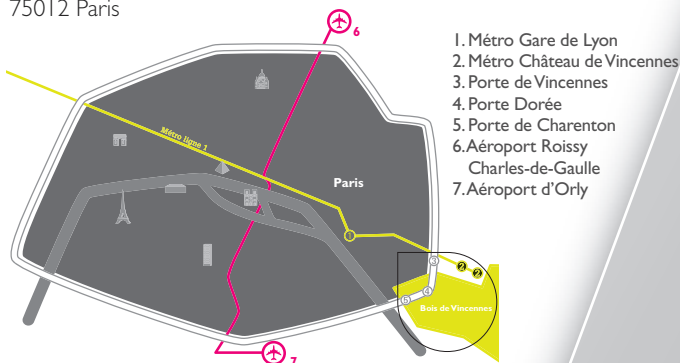 75012 Paris
6
1. Métro Gare de Lyon
2. Métro Château de Vincennes
3. Porte de Vincennes
4. Porte Dorée
5. Porte de Charenton
6. Aéroport Roissy
Charles-de-Gaulle
7. Aéroport d'Orly
Métro ligne 1
Paris
1
3
2
2
4
5
Bois de Vincennes
7